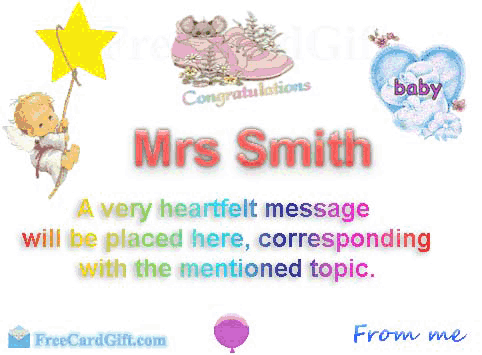 FreeCardGift
Congratulations
baby
Mrs Smith
A very heartfelt message
will be placed here, corresponding
with the mentioned topic.
FreeCardGift.com
From me